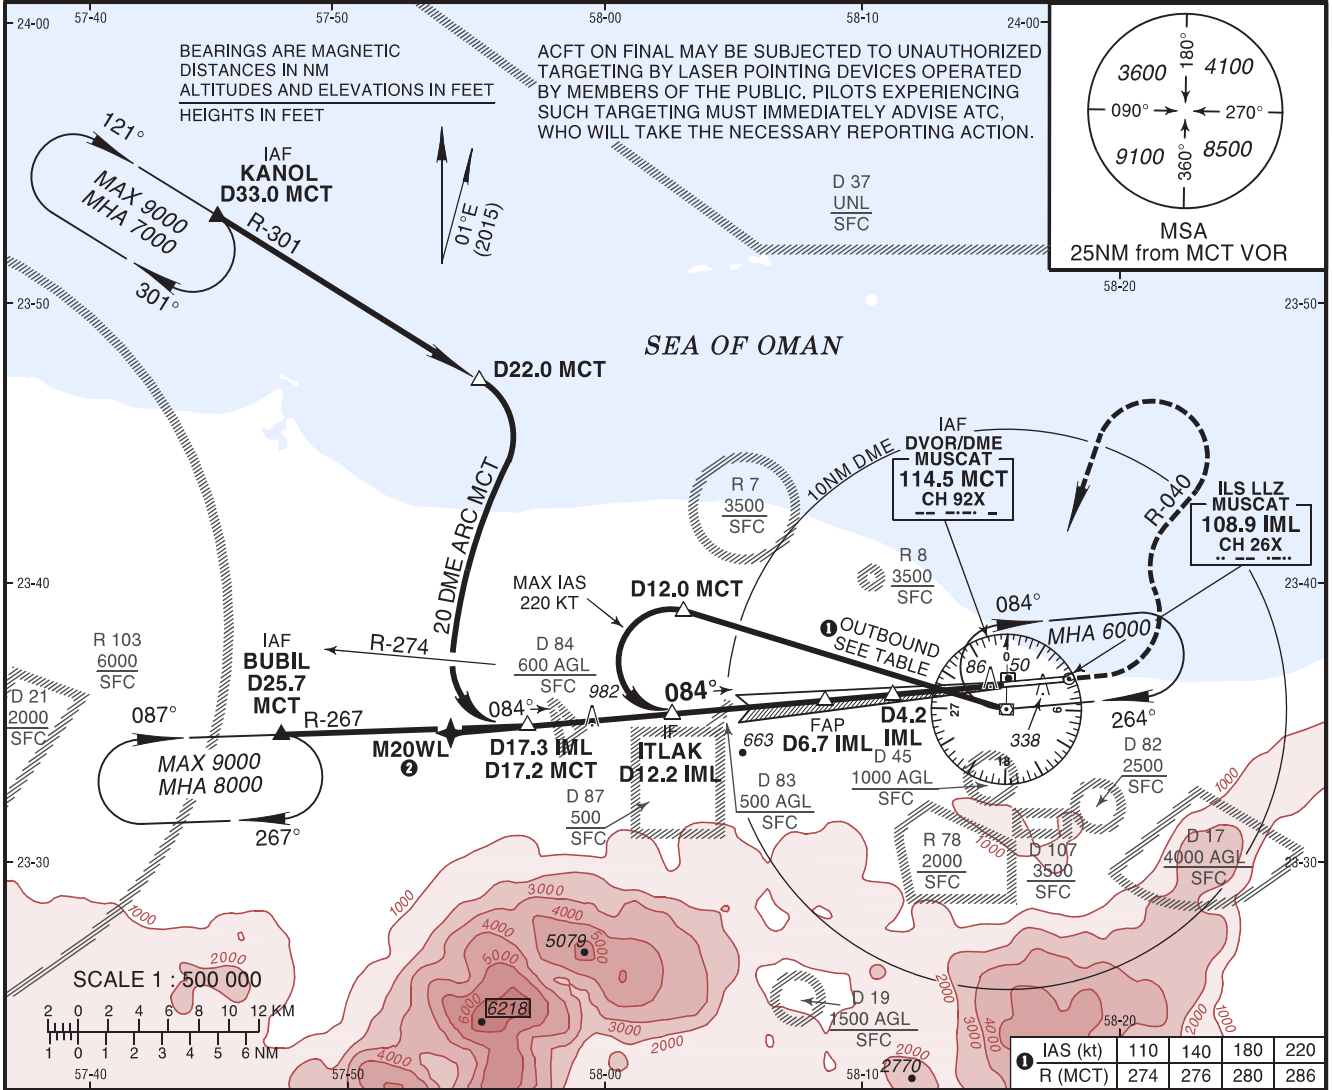 57-40
57-50
58-00
58-10
24-00
24-00
BEARINGS ARE MAGNETIC
DISTANCES IN NM
ALTITUDES AND ELEVATIONS IN FEET
HEIGHTS IN FEET
ACFT ON FINAL MAY BE SUBJECTED TO UNAUTHORIZED
TARGETING BY LASER POINTING DEVICES OPERATED
BY MEMBERS OF THE PUBLIC. PILOTS EXPERIENCING
SUCH TARGETING MUST IMMEDIATELY ADVISE ATC,
WHO WILL TAKE THE NECESSARY REPORTING ACTION.
180°
3600
4100
090°
270°
9100
8500
360°
MSA
25NM from MCT VOR
121°
IAF
KANOL
D33.0 MCT
MAX 9000
MHA 7000
R-301
301°
01°E
(2015)
D 37
UNL
SFC
58-20
23-50
23-50
SEA OF OMAN
D22.0 MCT
20 DME ARC MCT
IAF
DVOR/DME
MUSCAT
114.5 MCT
CH 92X
10NM DME
R-040
ILS LLZ
MUSCAT
108.9 IML
CH 26X
R 7
3500
SFC
R 8
3500
SFC
23-40
23-40
MAX IAS
220 KT
D12.0 MCT
084°
MHA 6000
❶ OUTBOUND
SEE TABLE
R 103
6000
SFC
IAF
BUBIL
D25.7
MCT
R-274
D 84
600 AGL
SFC
982
084°
86
50
0
9
18
27
264°
D 21
2000
SFC
087°
R-267
084°
MAX 9000
MHA 8000
267°
M20WL
❷
D17.3 IML
D17.2 MCT
IF
ITLAK
D12.2 IML
663
FAP
D6.7 IML
D4.2
IML
338
D 82
2500
SFC
D 45
1000 AGL
SFC
D 87
500
SFC
D 83
500 AGL
SFC
1000
R 78
2000
SFC
1000
D 107
3500
SFC
D 17
4000 AGL
SFC
23-30
23-30
1000
1000
3000
4000
4000
5079
5000
5000
6000
6218
3000
2000
2000
2000
D 19
1500 AGL
SFC
2000
2770
2000
3000
4000
2000
1000
58-20
SCALE 1 : 500 000
2 0 2 4 6 8 10 12 KM
1 0 1 2 3 4 5 6 NM
57-40
57-50
58-00
58-10
❶ IAS (kt) 110 140 180 220
R (MCT) 274 276 280 286